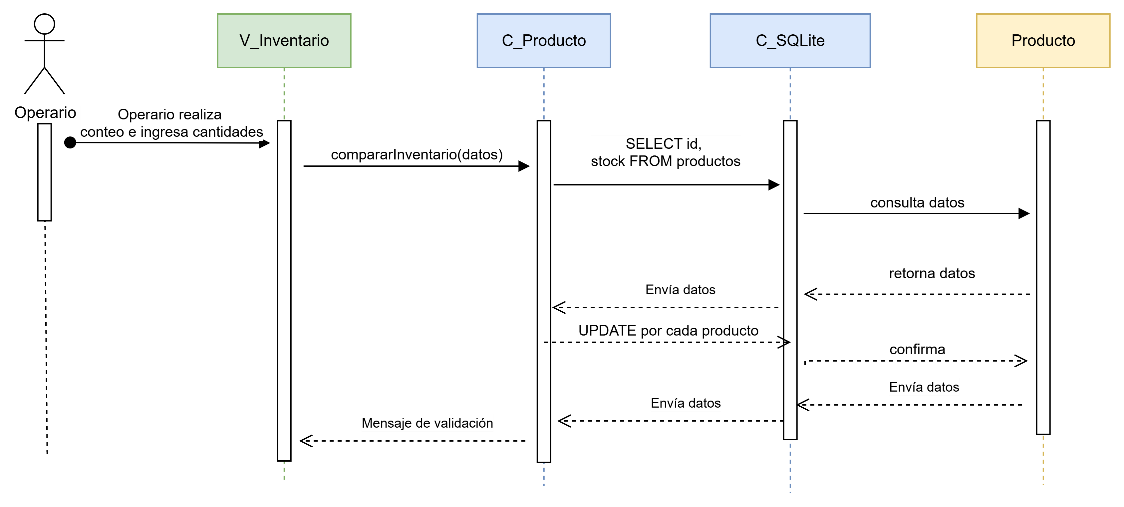 V_Inventario
C_Producto
C_SQLite
Producto
Operario
Operario realiza
conteo e ingresa cantidades
compararInventario(datos)
SELECT id,
stock FROM productos
consulta datos
retorna datos
Envía datos
UPDATE por cada producto
confirma
Envía datos
Envía datos
Mensaje de validación